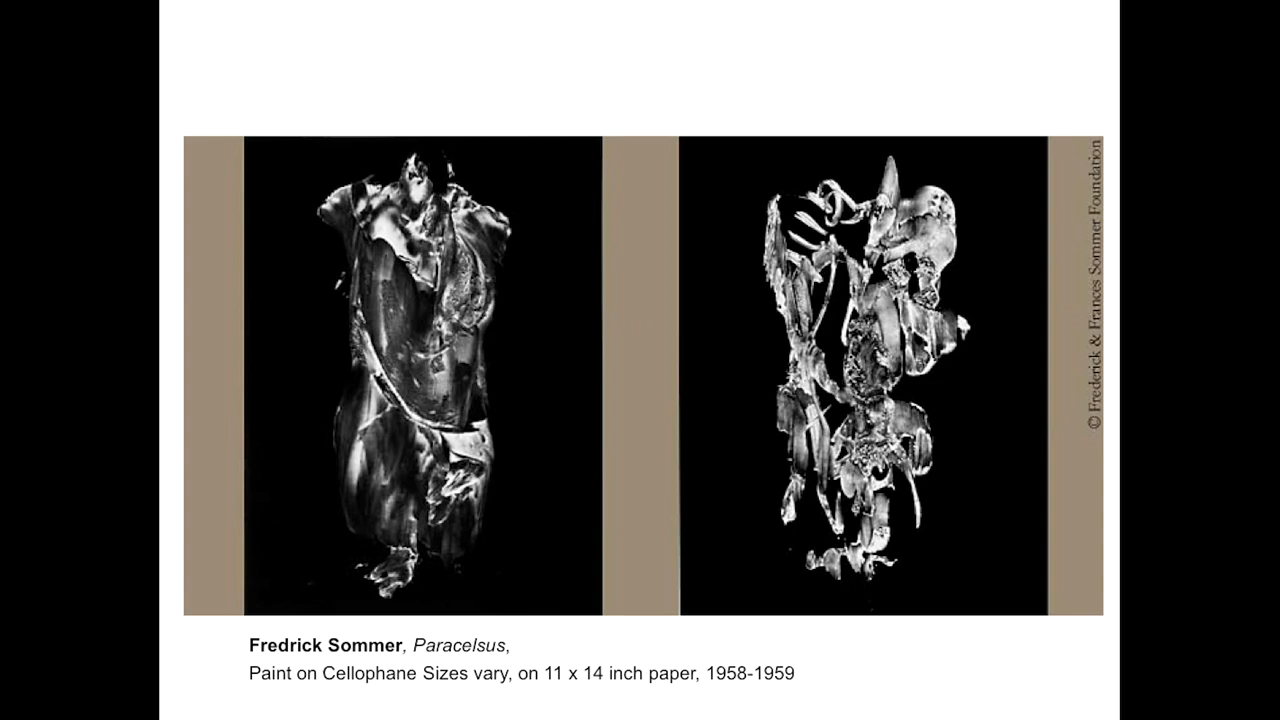 © Frederick & Frances Sommer Foundation
Fredrick Sommer, Paracelsus,
Paint on Cellophane Sizes vary, on 11 x 14 inch paper, 1958-1959